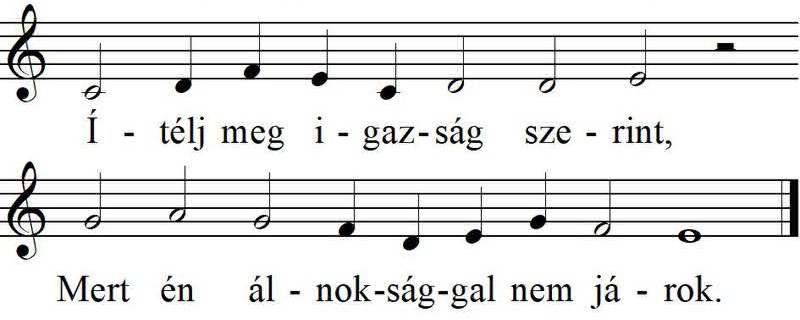 Í - télj meg i - gaz-ság sze - rint,
Mert én ál - nok-ság-gal nem já - rok.